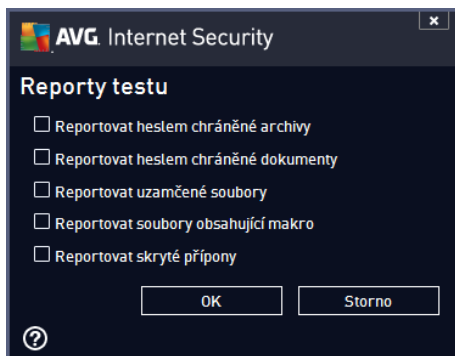 AVG. Internet Security
Reporty testu
Reportovat heslem chráněné archivy
Reportovat heslem chráněné dokumenty
Reportovat uzamčené soubory
Reportovat soubory obsahující makro
Reportovat skryté přípony
OK
Storno
?